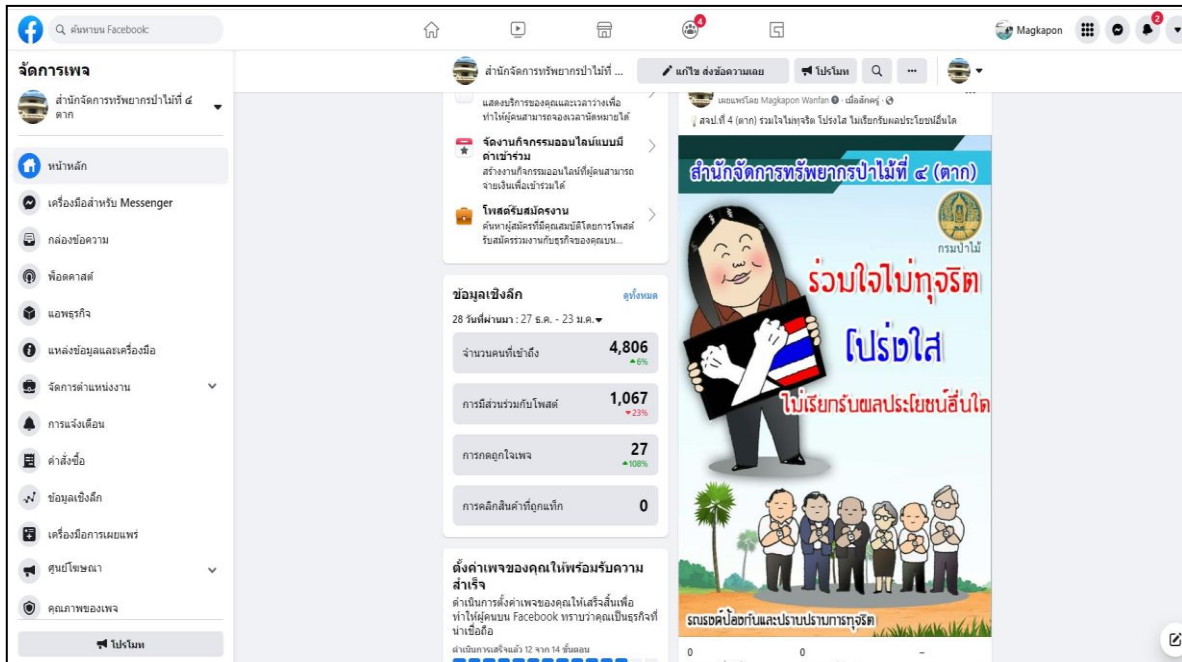 ค้นหาบน Facebook
4
Magkapon
2
จัดการเพจ
สำนักจัดการทรัพยากรป่าไม้ที่ ๔
ตาก
หน้าหลัก
เครื่องมือสำหรับ Messenger
กล่องข้อความ
พ็อดคาสต์
แอพธุรกิจ
แหล่งข้อมูลและเครื่องมือ
จัดการตำแหน่งงาน
การแจ้งเตือน
คำสั่งซื้อ
ข้อมูลเชิงลึก
เครื่องมือการเผยแพร่
ศูนย์โฆษณา
คุณภาพของเพจ
โปรโมท
สำนักจัดการทรัพยากรป่าไม้ที่ ...
แก้ไข ส่งข้อความเลย
โปรโมท
แสดงบริการของคุณและเวลาว่างเพื่อ
ทำให้ผู้คนสามารถจองเวลานัดหมายได้
จัดงานกิจกรรมออนไลน์แบบมี
ค่าเข้าร่วม
สร้างงานกิจกรรมออนไลน์ที่ผู้คนสามารถ
จ่ายเงินเพื่อเข้าร่วมได้
โพสต์รับสมัครงาน
ค้นหาผู้สมัครที่มีคุณสมบัติโดยการโพสต์
รับสมัครร่วมงานกับธุรกิจของคุณบน...
ข้อมูลเชิงลึก
ดูทั้งหมด
28 วันที่ผ่านมา : 27 ธ.ค. - 23 ม.ค.
จำนวนคนที่เข้าถึง
4,806
6%
การมีส่วนร่วมกับโพสต์
1,067
23%
การกดถูกใจเพจ
27
108%
การคลิกสินค้าที่ถูกแท็ก
0
ตั้งค่าเพจของคุณให้พร้อมรับความ
สำเร็จ
ดำเนินการตั้งค่าเพจของคุณให้เสร็จสิ้นเพื่อ
ทำให้ผู้คนบน Facebook ทราบว่าคุณเป็นธุรกิจที่
น่าเชื่อถือ
ดำเนินการเสร็จแล้ว 12 จาก 14 ขั้นตอน
เผยแพร่โดย Magkapon Wanfan · เมื่อสักครู่ ·
สจป.ที่ 4 (ตาก) ร่วมใจไม่ทุจริต โปร่งใส ไม่เรียกรับผลประโยชน์อื่นใด
สำนักจัดการทรัพยากรป่าไม้ที่ ๔ (ตาก)
กรมป่าไม้
ร่วมใจไม่ทุจริต
โปร่งใส
ไม่เรียกรับผลประโยชน์อื่นใด
รณรงค์ป้องกันและปราบปรามการทุจริต
0
0
-